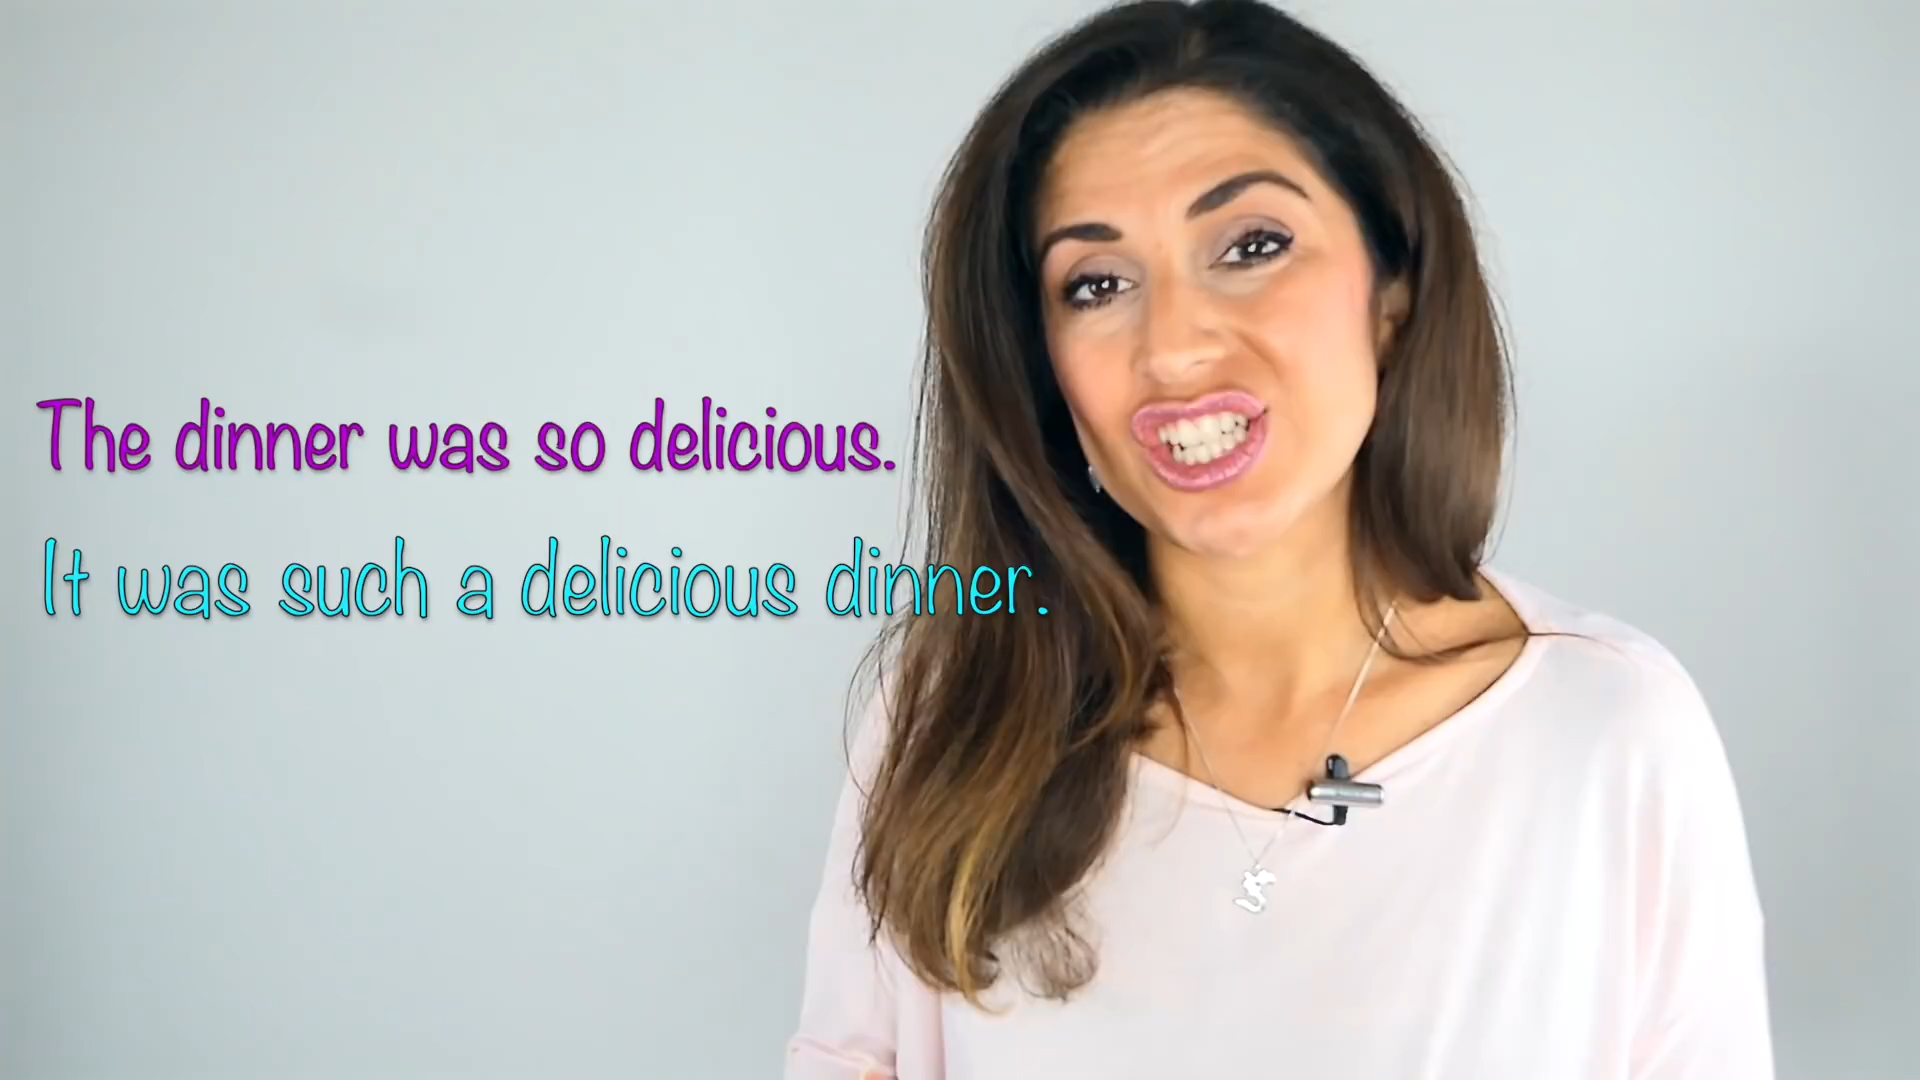 The dinner was so delicious.
It was such a delicious dinner.